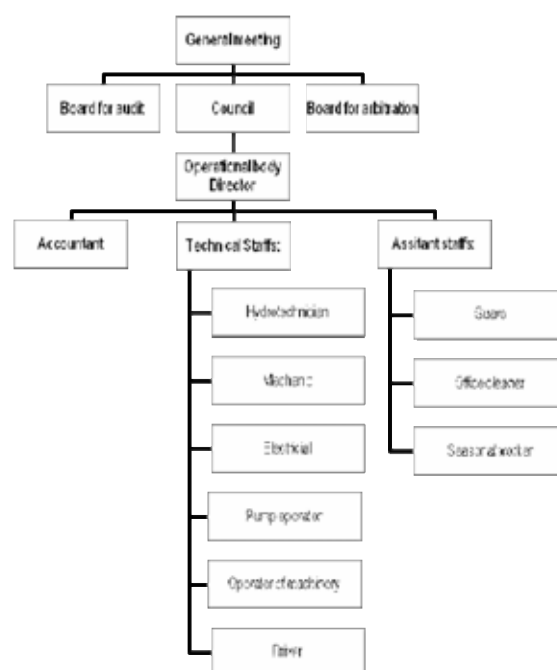 General meeting
Board for audit
Council
Board for arbitration
Operational body
Director
Accountant
Technical Staffs:
Assitant staffs:
Hydrotechnician
Mechanic
Electricial
Pump operator
Operator of machinery
Driver
Guard
Office cleaner
Seasonal worker